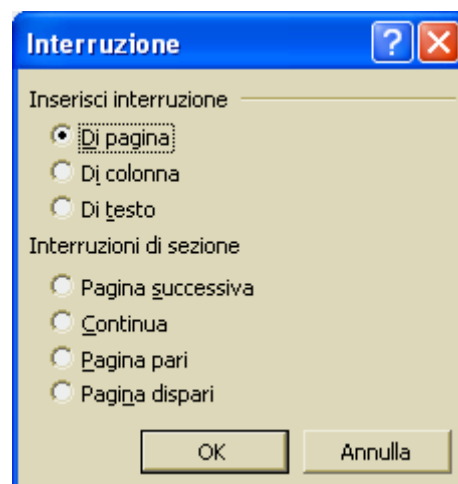 Interruzione
Inserisci interruzione
Di pagina
Di colonna
Di testo
Interruzioni di sezione
Pagina successiva
Continua
Pagina pari
Pagina dispari
OK Annulla